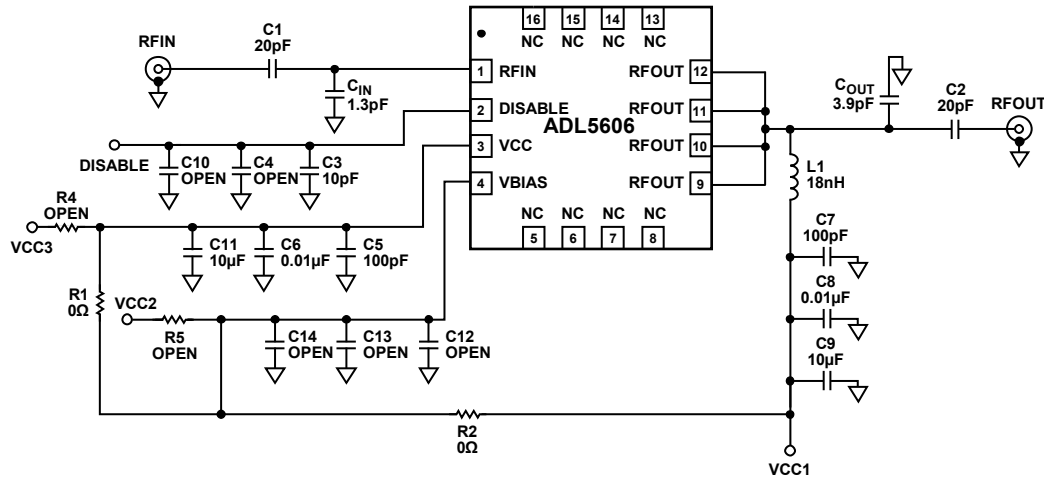 16 15 14 13
NC NC NC NC
C1
20pF
RFIN
1 RFIN
CIN
1.3pF
2 DISABLE
ADL5606
3 VCC
4 VBIAS
RFOUT 12
RFOUT 11
RFOUT 10
RFOUT 9
NC NC NC NC
5 6 7 8
COUT
3.9pF
C2
20pF
RFOUT
L1
18nH
DISABLE
C10
OPEN
C4
OPEN
C3
10pF
R4
OPEN
VCC3
C11
10µF
C6
0.01µF
C5
100pF
C7
100pF
C8
0.01µF
C9
10µF
R1
0Ω
VCC2
R5
OPEN
C14
OPEN
C13
OPEN
C12
OPEN
R2
0Ω
VCC1